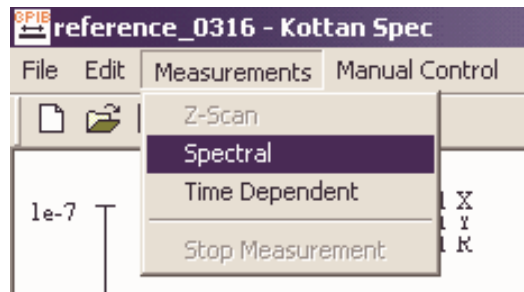 GPIB reference_0316 - Kottan Spec
File Edit Measurements Manual Control
Z-Scan
Spectral
Time Dependent
Stop Measurement
1e-7
X
Y
R